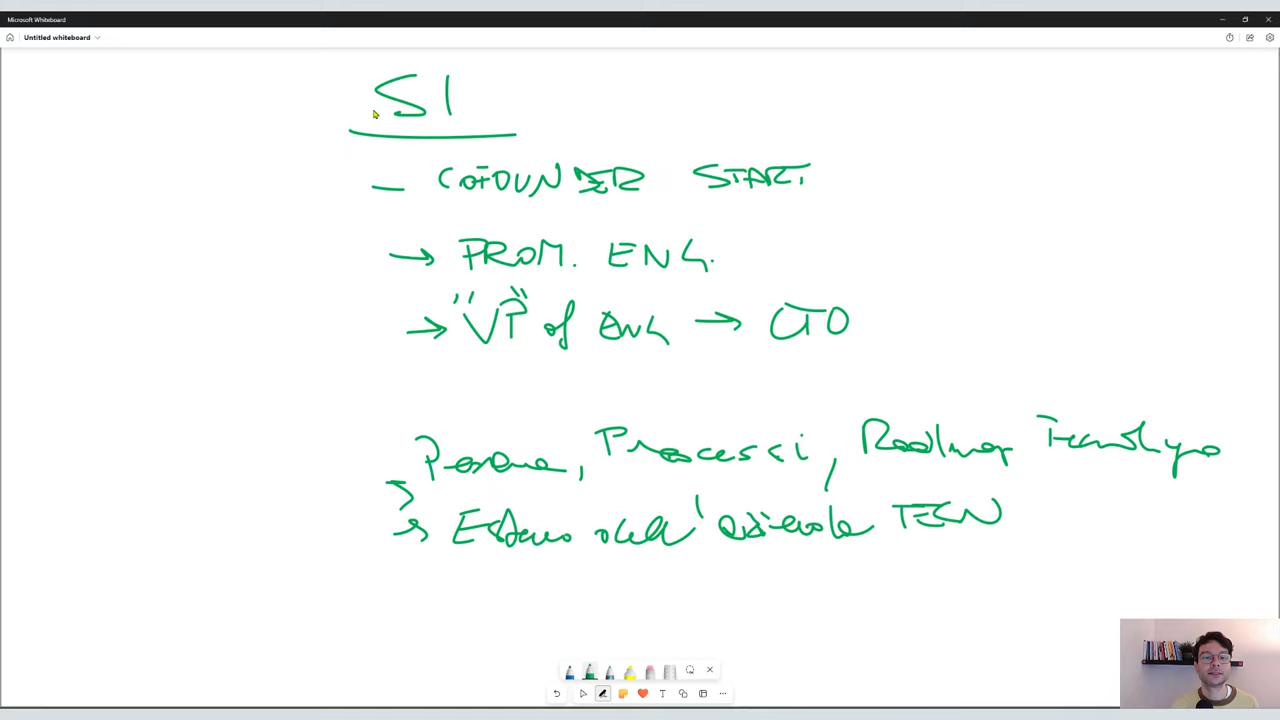 Microsoft Whiteboard
Untitled whiteboard
SI
- COFOUNDER START
→ PROM. ENG.
→ "VP" of ENG → CTO
Persone, Processi, Roadmap Tecnologica
Esterno dell'azienda TECN